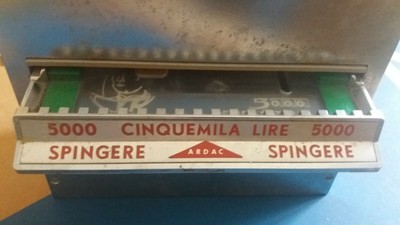 5000
5000 CINQUEMILA LIRE 5000
SPINGERE ARDAC SPINGERE